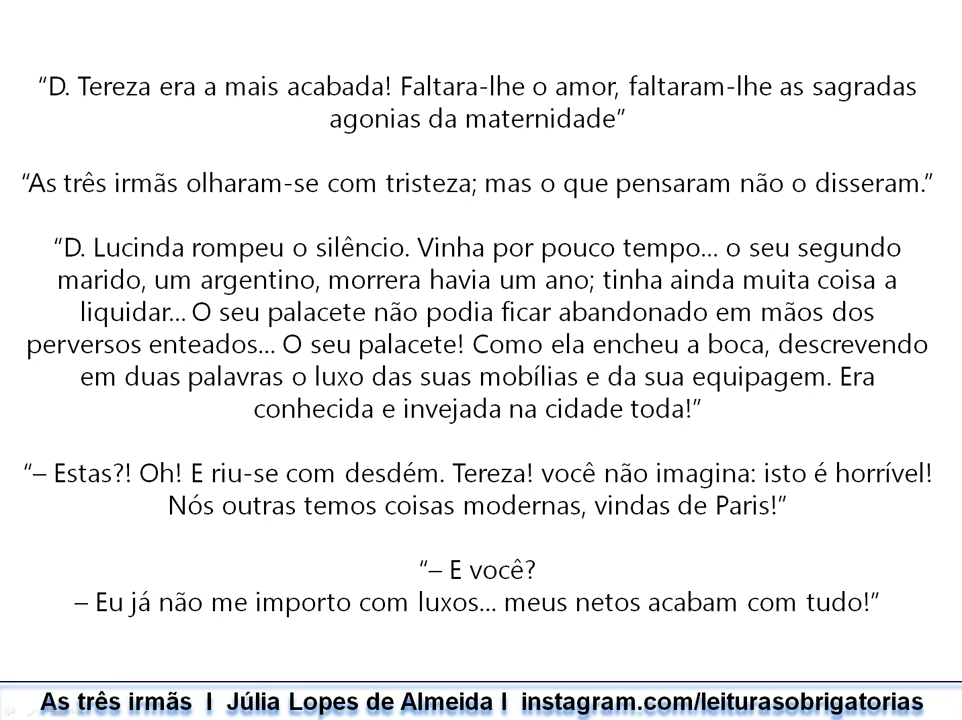 “D. Tereza era a mais acabada! Faltara-lhe o amor, faltaram-lhe as sagradas
agonias da maternidade”
“As três irmãs olharam-se com tristeza; mas o que pensaram não o disseram.”
“D. Lucinda rompeu o silêncio. Vinha por pouco tempo... o seu segundo
marido, um argentino, morrera havia um ano; tinha ainda muita coisa a
liquidar... O seu palacete não podia ficar abandonado em mãos dos
perversos enteados... O seu palacete! Como ela encheu a boca, descrevendo
em duas palavras o luxo das suas mobílias e da sua equipagem. Era
conhecida e invejada na cidade toda!”
“– Estas?! Oh! E riu-se com desdém. Tereza! você não imagina: isto é horrível!
Nós outras temos coisas modernas, vindas de Paris!”
“– E você?
– Eu já não me importo com luxos... meus netos acabam com tudo!”
As três irmãs I Júlia Lopes de Almeida I instagram.com/leiturasobrigatorias